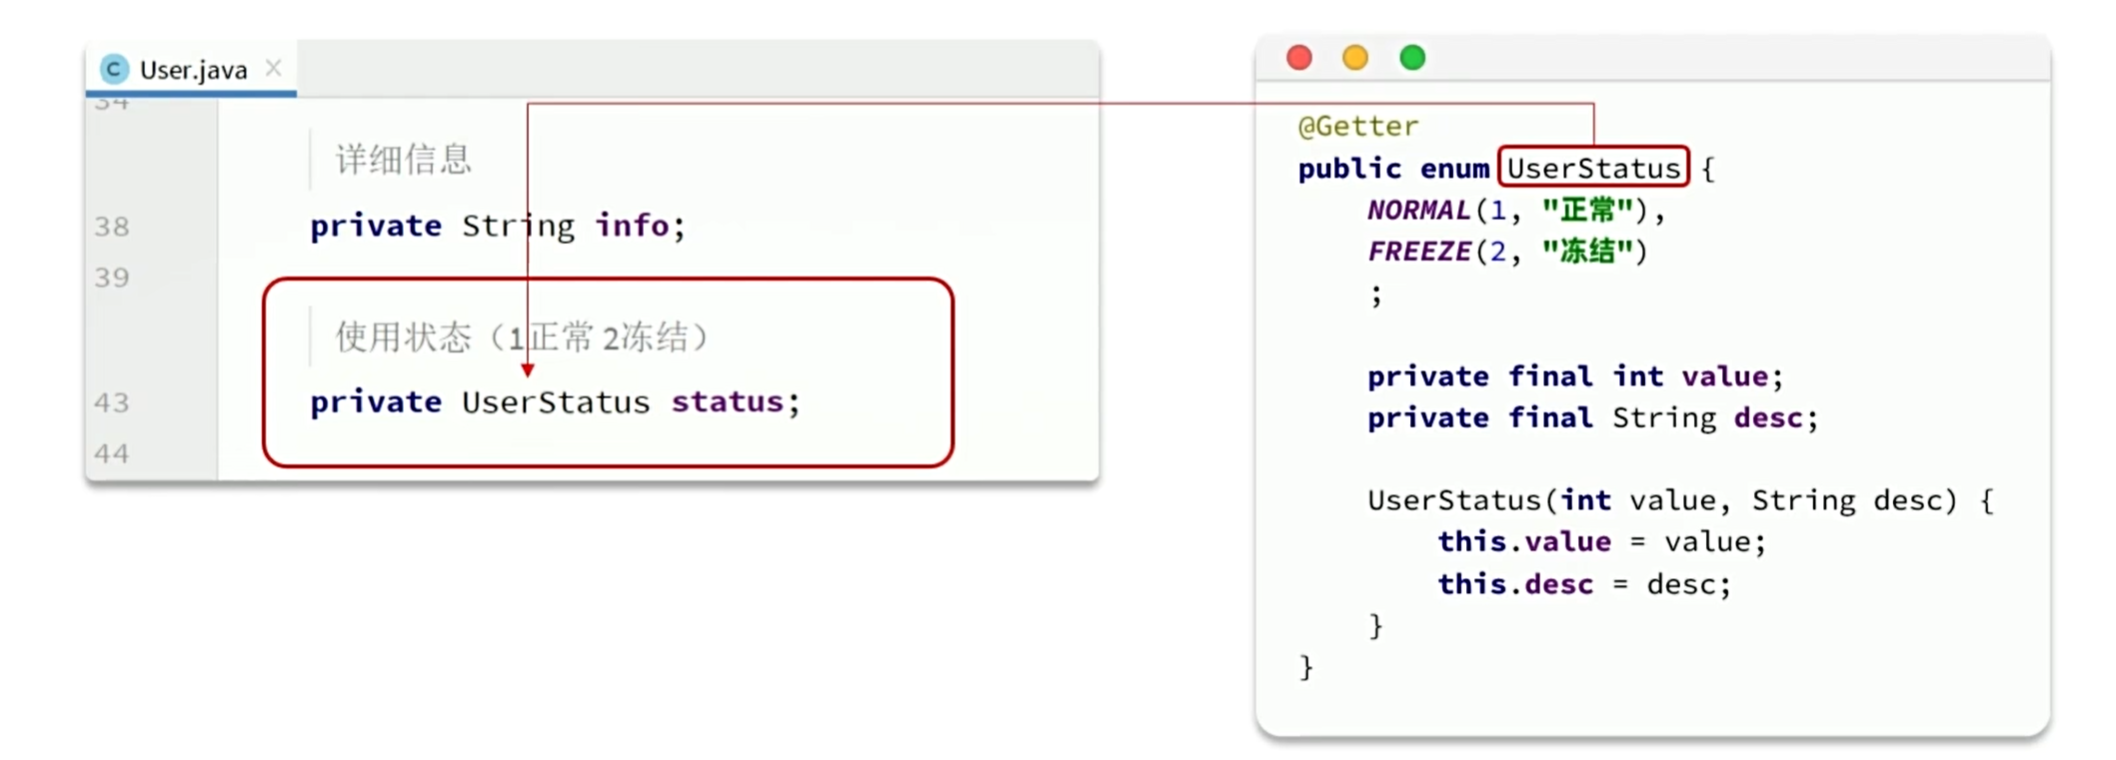 User.java
34
详细信息
38 private String info;
39
使用状态（1正常 2冻结）
43 private UserStatus status;
44
@Getter
public enum UserStatus {
NORMAL(1, "正常"),
FREEZE(2, "冻结")
;
private final int value;
private final String desc;
UserStatus(int value, String desc) {
this.value = value;
this.desc = desc;
}
}